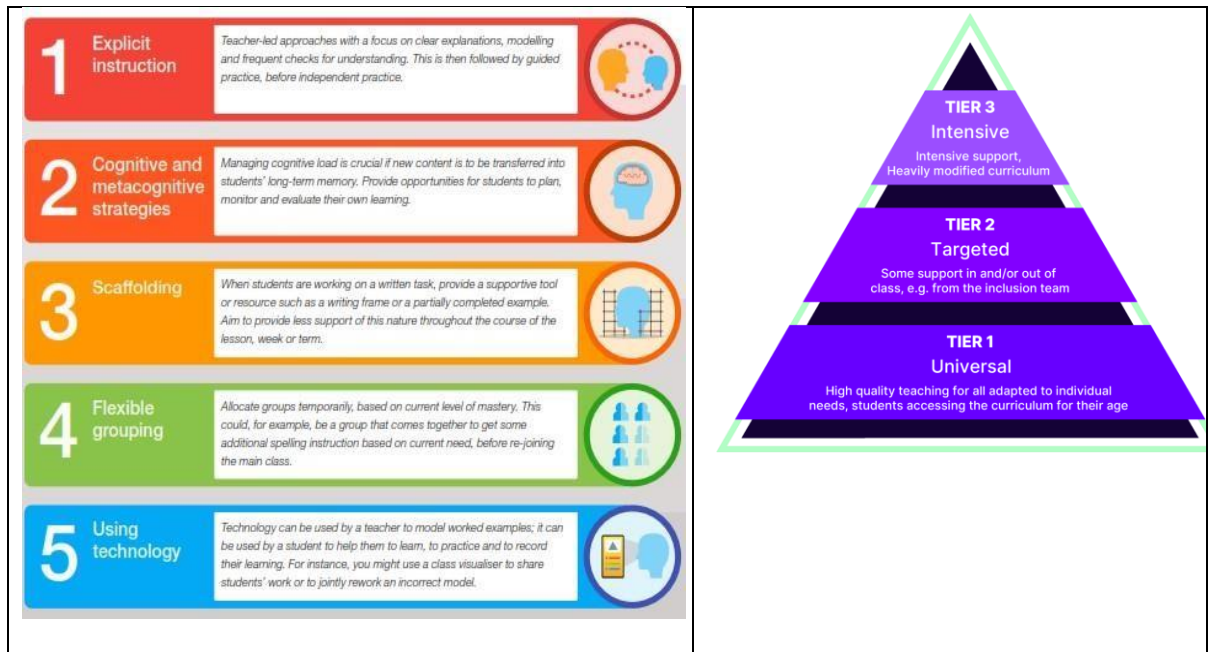 1
Explicit
instruction
Teacher-led approaches with a focus on clear explanations, modelling
and frequent checks for understanding. This is then followed by guided
practice, before independent practice.
2
Cognitive and
metacognitive
strategies
Managing cognitive load is crucial if new content is to be transferred into
students' long-term memory. Provide opportunities for students to plan,
monitor and evaluate their own learning.
3
Scaffolding
When students are working on a written task, provide a supportive tool
or resource such as a writing frame or a partially completed example.
Aim to provide less support of this nature throughout the course of the
lesson, week or term.
4
Flexible
grouping
Allocate groups temporarily, based on current level of mastery. This
could, for example, be a group that comes together to get some
additional spelling instruction based on current need, before re-joining
the main class.
5
Using
technology
Technology can be used by a teacher to model worked examples; it can
be used by a student to help them to learn, to practice and to record
their learning. For instance, you might use a class visualiser to share
students' work or to jointly rework an incorrect model.
TIER 3
Intensive
Intensive support,
Heavily modified curriculum
TIER 2
Targeted
Some support in and/or out of
class, e.g. from the inclusion team
TIER 1
Universal
High quality teaching for all adapted to individual
needs, students accessing the curriculum for their age